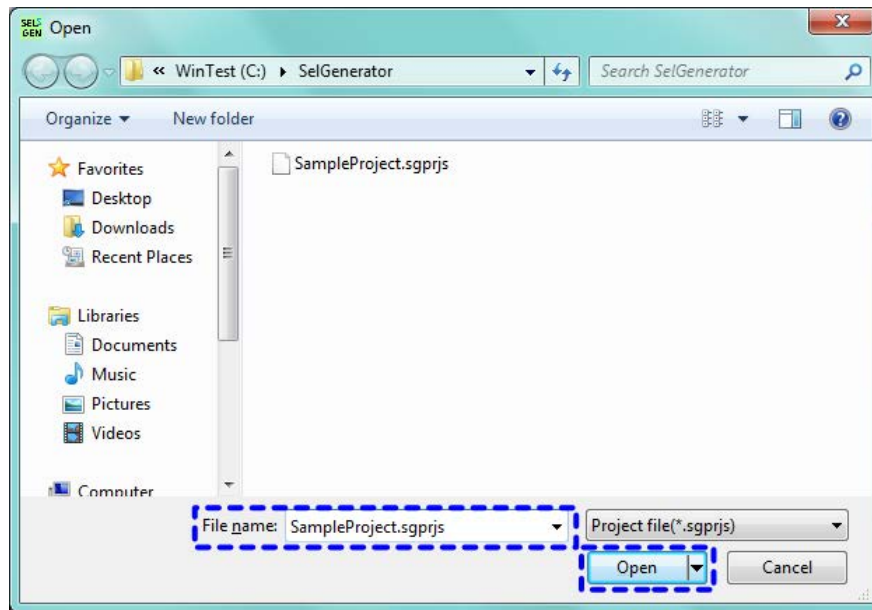 SELS
GEN
Open
x
« WinTest (C:) ▸ SelGenerator
Search SelGenerator
Organize
New folder
?
Favorites
Desktop
Downloads
Recent Places
Libraries
Documents
Music
Pictures
Videos
Computer
SampleProject.sgprjs
File name: SampleProject.sgprjs
Project file(*.sgprjs)
Open
Cancel